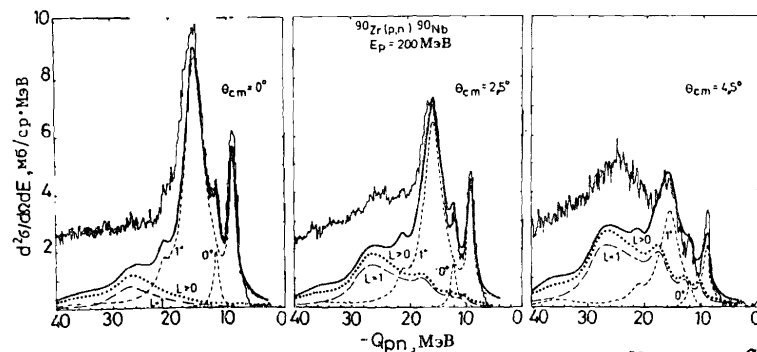 ⁹⁰Zr(p,n) ⁹⁰Nb
Ep = 200 МэВ
d²σ/dΩdE, мб/ср·МэВ
10
8
6
4
2
θcm = 0°
1⁺
0⁺
L>0
L=1
40 30 20 10 0
θcm = 2,5°
L>0
1⁺
0⁺
L=1
40 30 20 10 0
-Qpn, МэВ
θcm = 4,5°
L>0
1⁺
L=1
0⁺
40 30 20 10 0